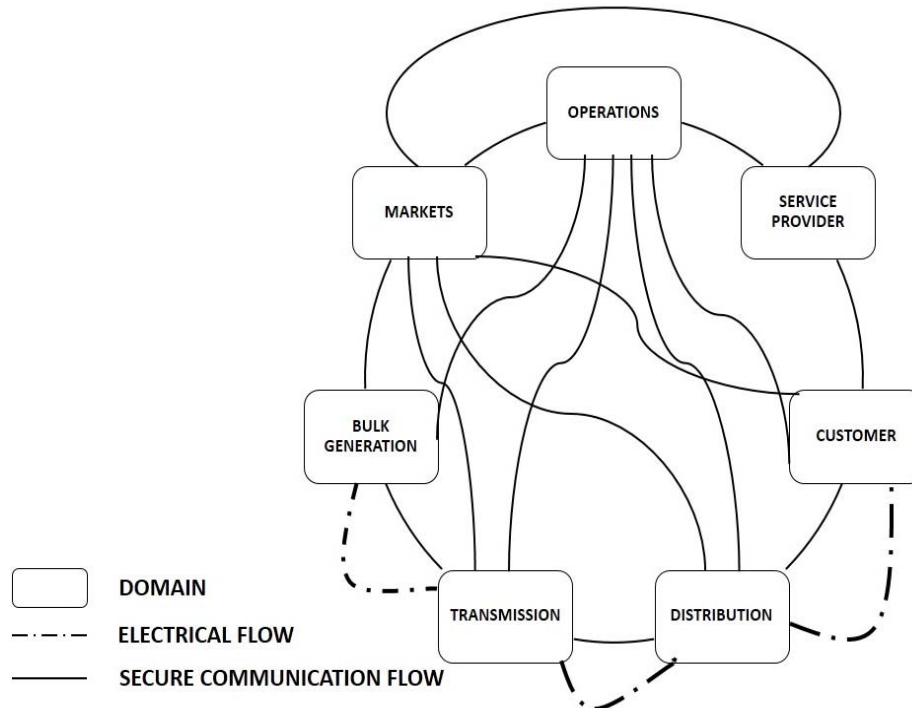 OPERATIONS
MARKETS
SERVICE
PROVIDER
BULK
GENERATION
CUSTOMER
TRANSMISSION
DISTRIBUTION
DOMAIN
ELECTRICAL FLOW
SECURE COMMUNICATION FLOW